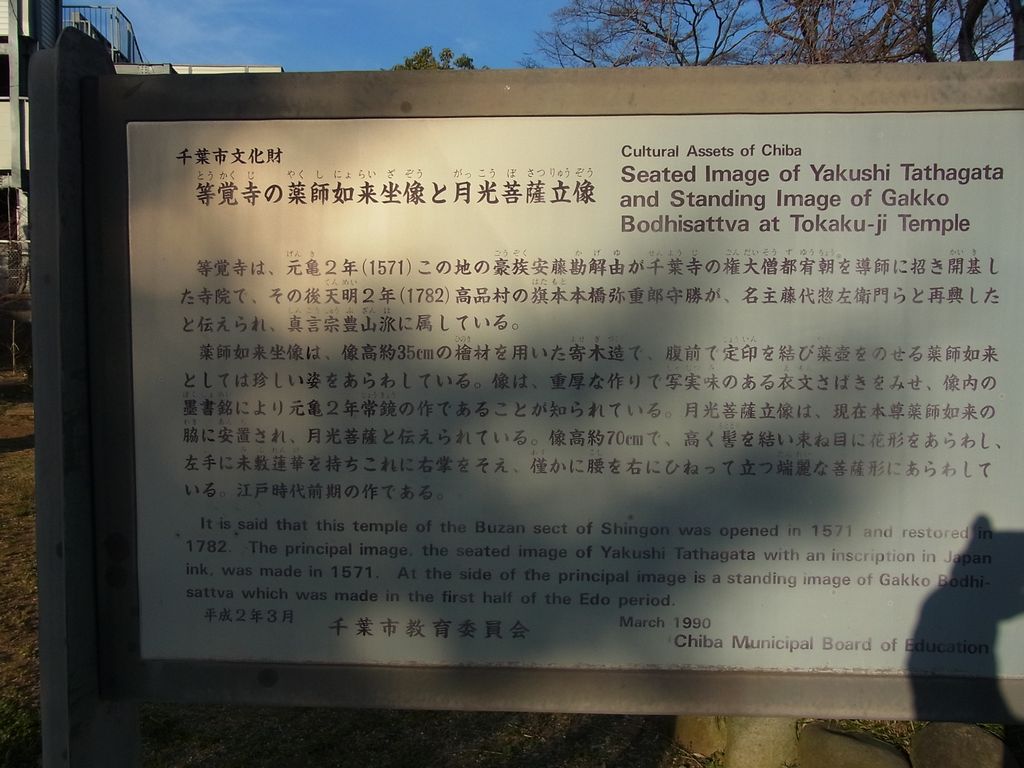 千葉市文化財
等覚寺の薬師如来坐像と月光菩薩立像
Cultural Assets of Chiba
Seated Image of Yakushi Tathagata
and Standing Image of Gakko
Bodhisattva at Tokaku-ji Temple
等覚寺は、元亀2年(1571)この地の豪族安藤勘解由が千葉寺の権大僧都宥朝を導師に招き開基し
た寺院で、その後天明2年(1782)高品村の旗本本橋弥重郎守勝が、名主藤代惣左衛門らと再興した
と伝えられ、真言宗豊山派に属している。
薬師如来坐像は、像高約35cmの檜材を用いた寄木造で、腹前で定印を結び薬壺をのせる薬師如来
としては珍しい姿をあらわしている。像は、重厚な作りで写実味のある衣文さばきをみせ、像内の
墨書銘により元亀2年常鏡の作であることが知られている。月光菩薩立像は、現在本尊薬師如来の
脇に安置され、月光菩薩と伝えられている。像高約70cmで、高く髻を結い束ね目に花形をあらわし、
左手に未敷蓮華を持ちこれに右掌をそえ、僅かに腰を右にひねって立つ端麗な菩薩形にあらわして
いる。江戸時代前期の作である。
It is said that this temple of the Buzan sect of Shingon was opened in 1571 and restored in
1782. The principal image, the seated image of Yakushi Tathagata with an inscription in Japan
ink, was made in 1571. At the side of the principal image is a standing image of Gakko Bodhi-
sattva which was made in the first half of the Edo period.
平成2年3月
千葉市教育委員会
March 1990
Chiba Municipal Board of Education